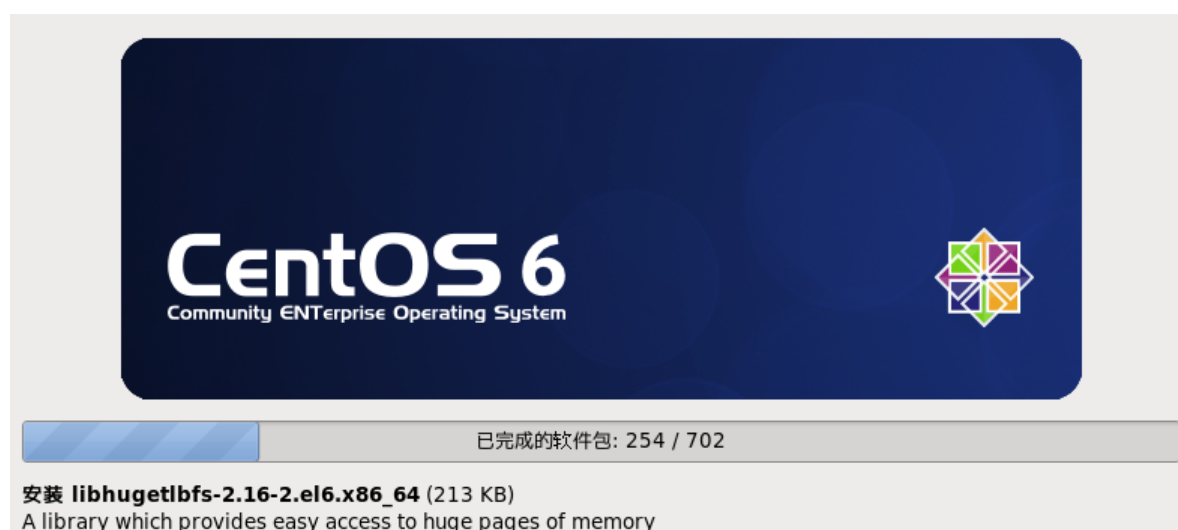 CentOS 6
Community ENTerprise Operating System
已完成的软件包: 254 / 702
安装 libhugetlbfs-2.16-2.el6.x86_64 (213 KB)
A library which provides easy access to huge pages of memory